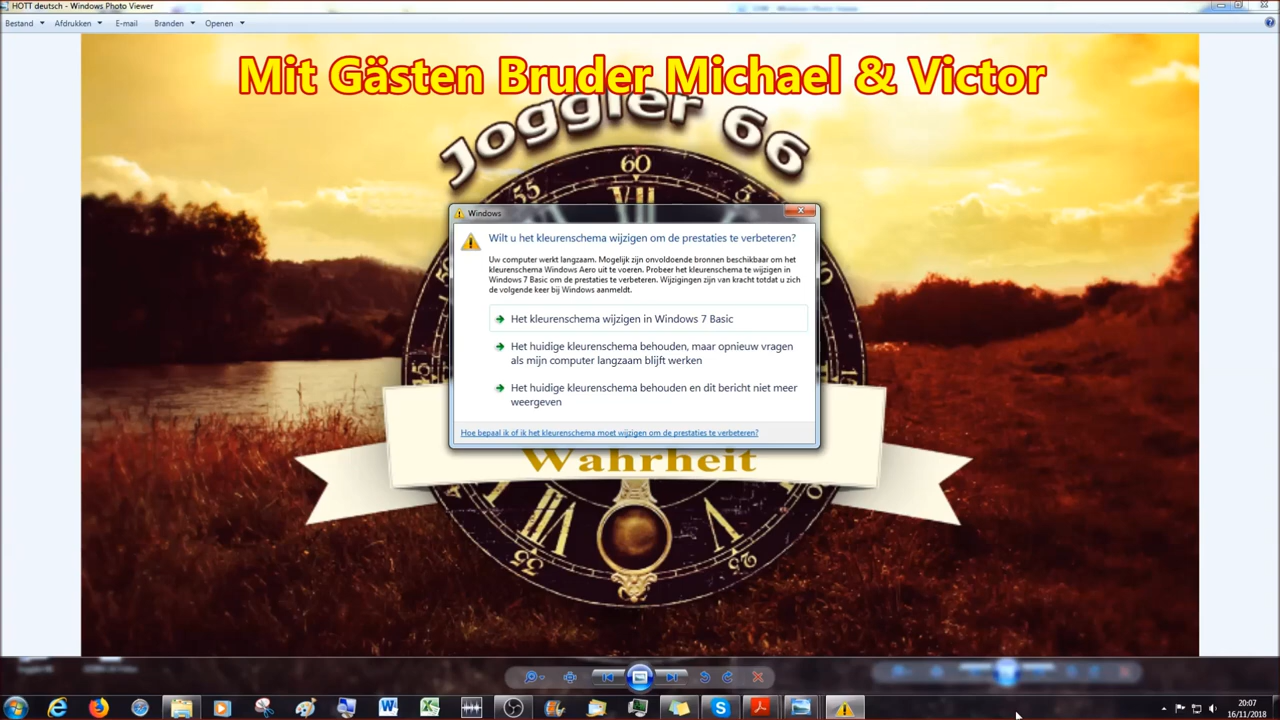 HOTT deutsch - Windows Photo Viewer
Bestand Afdrukken E-mail Branden Openen
Mit Gästen Bruder Michael & Victor
Joggler 66
60
55 5
VII
Windows
Wilt u het kleurenschema wijzigen om de prestaties te verbeteren?
Uw computer werkt langzaam. Mogelijk zijn onvoldoende bronnen beschikbaar om het
kleurenschema Windows Aero uit te voeren. Probeer het kleurenschema te wijzigen in
Windows 7 Basic om de prestaties te verbeteren. Wijzigingen zijn van kracht totdat u zich
de volgende keer bij Windows aanmeldt.
Het kleurenschema wijzigen in Windows 7 Basic
Het huidige kleurenschema behouden, maar opnieuw vragen
als mijn computer langzaam blijft werken
Het huidige kleurenschema behouden en dit bericht niet meer
weergeven
Hoe bepaal ik of ik het kleurenschema moet wijzigen om de prestaties te verbeteren?
Wahrheit
IIII V
35 25
20:07
16/11/2018